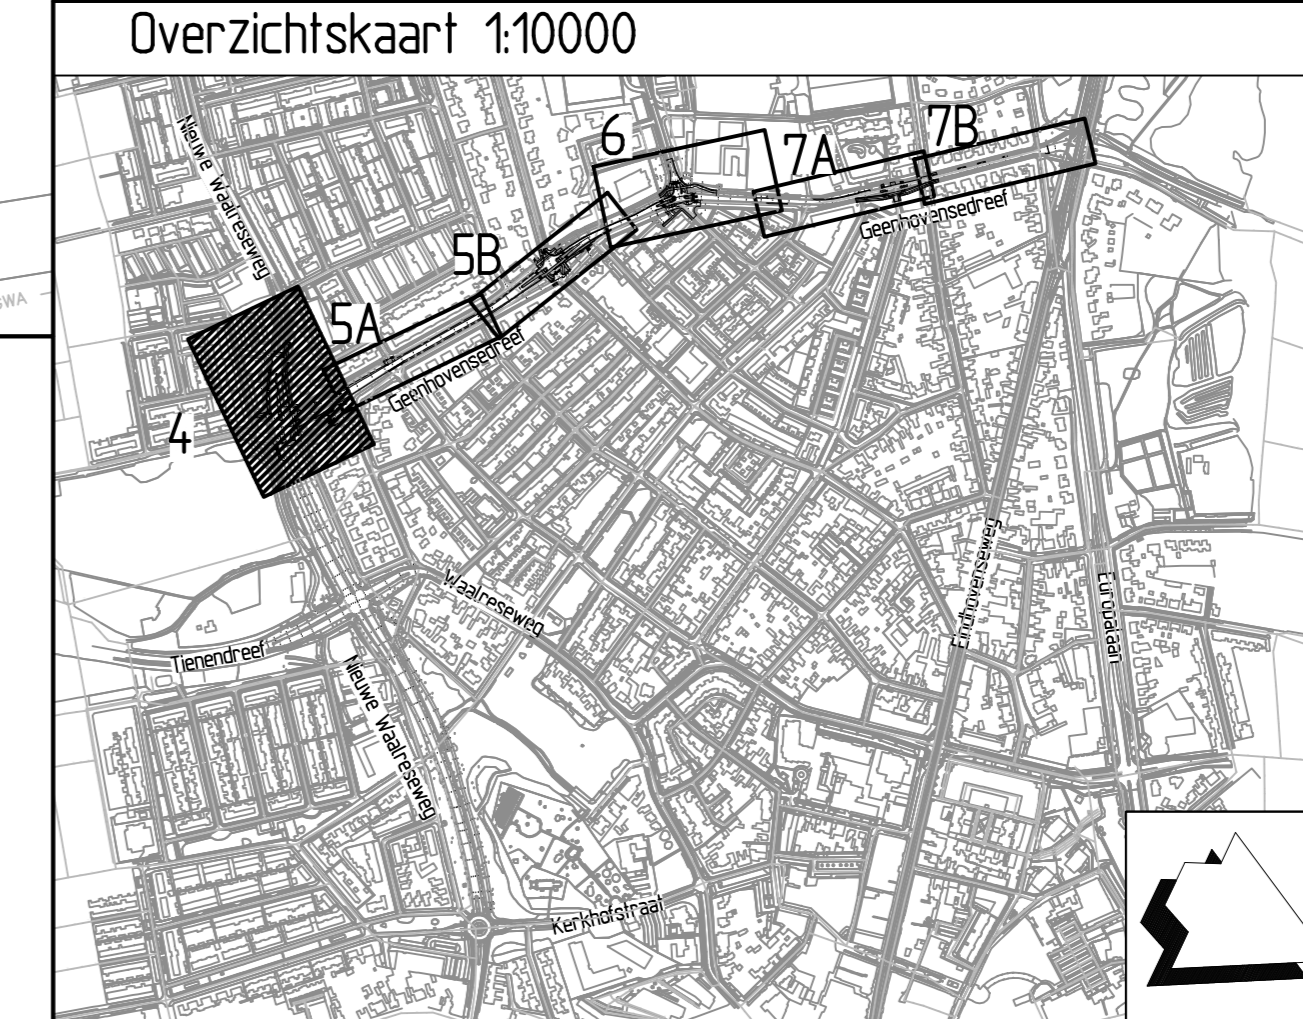 Overzichtskaart 1:10000
Nieuwe Waalreseweg
6
7A
7B
Geenhovensedreef
5B
5A
Geenhovensedreef
4
GWA
Waalreseweg
Eindhovenseweg
Europalaan
Tienendreef
Nieuwe Waalreseweg
Kerkhofstraat